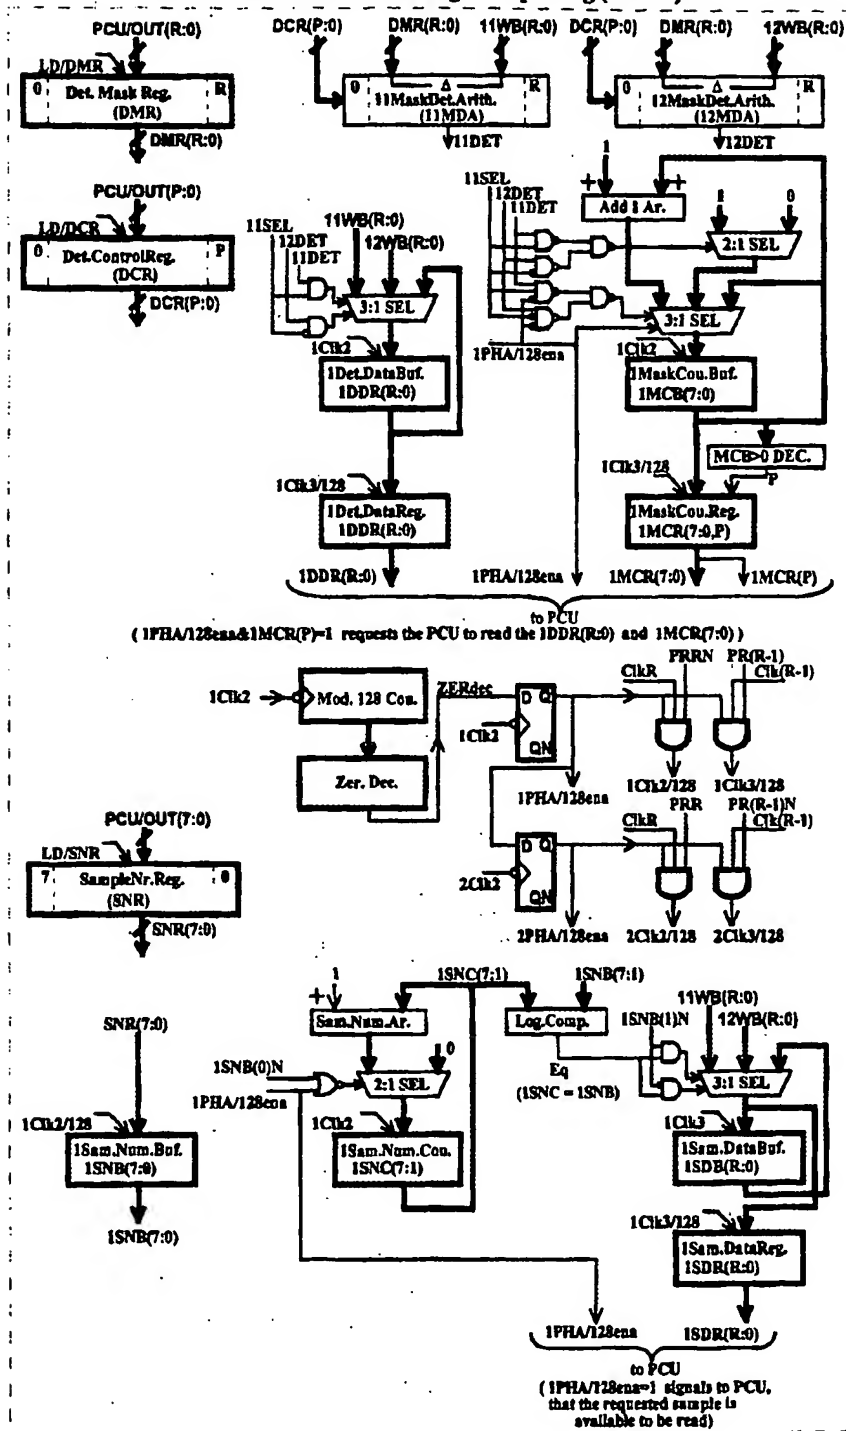 PCU/OUT(R:0)
LD/DMR
0 Det. Mask Reg. R
(DMR)
DMR(R:0)
DCR(P:0) DMR(R:0) 11WB(R:0)
0 Δ R
11MaskDet.Arith.
(11MDA)
11DET
DCR(P:0) DMR(R:0) 12WB(R:0)
0 Δ R
12MaskDet.Arith.
(12MDA)
12DET
PCU/OUT(P:0)
LD/DCR
0 Det.ControlReg. P
(DCR)
DCR(P:0)
11SEL
12DET
11DET
11WB(R:0)
12WB(R:0)
3:1 SEL
1Clk2
1Det.DataBuf.
1DDR(R:0)
1Clk3/128
1Det.DataReg.
1DDR(R:0)
11SEL
12DET
11DET
1
+ +
Add 1 Ar.
0
2:1 SEL
3:1 SEL
1PHA/128ena
1Clk2
1MaskCou.Buf.
1MCB(7:0)
MCB>0 DEC.
P
1Clk3/128
1MaskCou.Reg.
1MCR(7:0,P)
1DDR(R:0) 1PHA/128ena 1MCR(7:0) 1MCR(P)
to PCU
( 1PHA/128ena&1MCR(P)=1 requests the PCU to read the 1DDR(R:0) and 1MCR(7:0) )
1Clk2
Mod. 128 Cou.
Zer. Dec.
ZERdec
D Q
1Clk2
QN
1PHA/128ena
ClkR
PRRN
PR(R-1)
Clk(R-1)
1Clk2/128 1Clk3/128
D Q
2Clk2
QN
2PHA/128ena
ClkR
PRR
PR(R-1)N
Clk(R-1)
2Clk2/128 2Clk3/128
PCU/OUT(7:0)
LD/SNR
7 SampleNr.Reg. 0
(SNR)
SNR(7:0)
SNR(7:0)
1Clk2/128
1Sam.Num.Buf.
1SNB(7:0)
1SNB(7:0)
1
+
1SNC(7:1)
Sam.Num.Ar.
0
1SNB(0)N
1PHA/128ena
2:1 SEL
1Clk2
1Sam.Num.Cou.
1SNC(7:1)
1SNB(7:1)
Log.Comp.
Eq
(1SNC = 1SNB)
11WB(R:0)
1SNB(1)N
12WB(R:0)
3:1 SEL
1Clk3
1Sam.DataBuf.
1SDB(R:0)
1Clk3/128
1Sam.DataReg.
1SDR(R:0)
1PHA/128ena 1SDR(R:0)
to PCU
( 1PHA/128ena=1 signals to PCU,
that the requested sample is
available to be read)